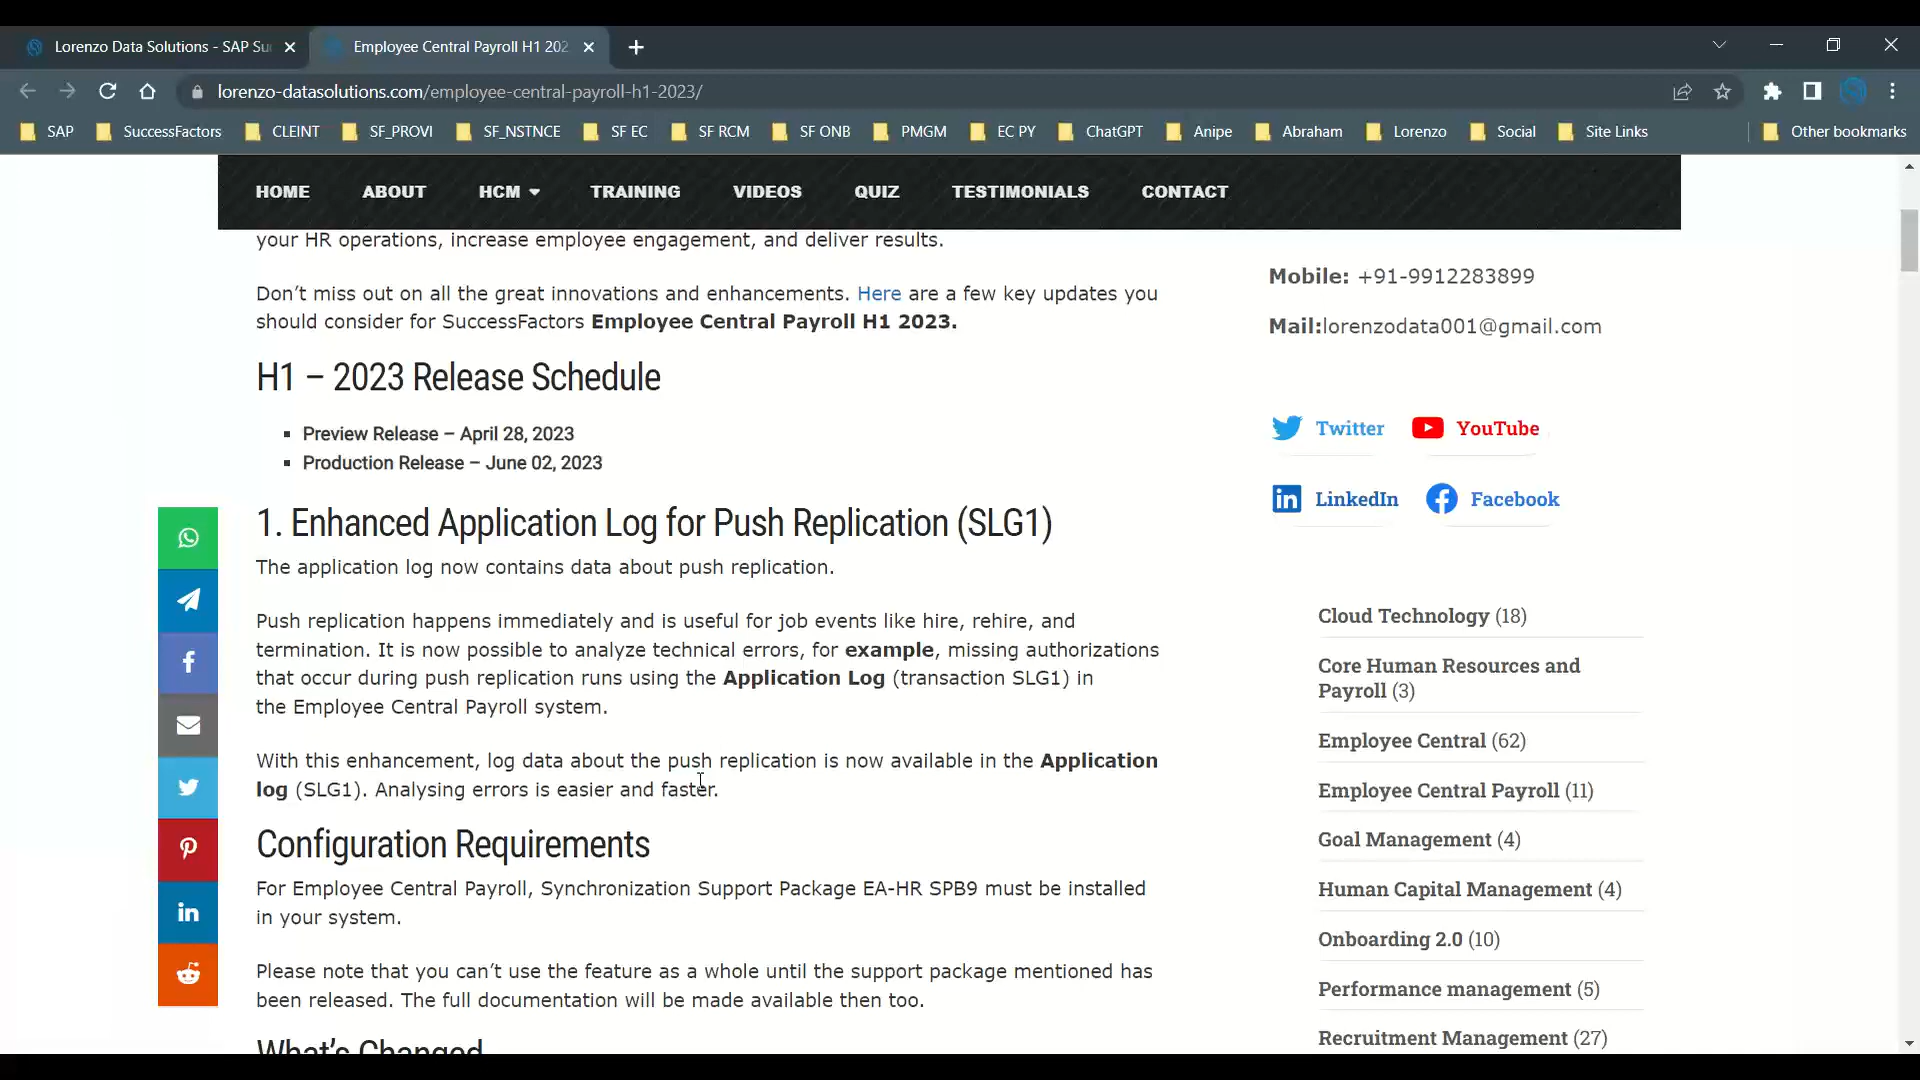 Lorenzo Data Solutions - SAP Su
Employee Central Payroll H1 202
lorenzo-datasolutions.com/employee-central-payroll-h1-2023/
SAP
SuccessFactors
CLEINT
SF_PROVI
SF_NSTNCE
SF EC
SF RCM
SF ONB
PMGM
EC PY
ChatGPT
Anipe
Abraham
Lorenzo
Social
Site Links
Other bookmarks
HOME
ABOUT
HCM
TRAINING
VIDEOS
QUIZ
TESTIMONIALS
CONTACT
your HR operations, increase employee engagement, and deliver results.
Don’t miss out on all the great innovations and enhancements. Here are a few key updates you
should consider for SuccessFactors Employee Central Payroll H1 2023.
H1 – 2023 Release Schedule
▪ Preview Release – April 28, 2023
▪ Production Release – June 02, 2023
1. Enhanced Application Log for Push Replication (SLG1)
The application log now contains data about push replication.
Push replication happens immediately and is useful for job events like hire, rehire, and
termination. It is now possible to analyze technical errors, for example, missing authorizations
that occur during push replication runs using the Application Log (transaction SLG1) in
the Employee Central Payroll system.
With this enhancement, log data about the push replication is now available in the Application
log (SLG1). Analysing errors is easier and faster.
Configuration Requirements
For Employee Central Payroll, Synchronization Support Package EA-HR SPB9 must be installed
in your system.
Please note that you can’t use the feature as a whole until the support package mentioned has
been released. The full documentation will be made available then too.
What’s Changed
Mobile: +91-9912283899
Mail:lorenzodata001@gmail.com
Twitter
YouTube
LinkedIn
Facebook
Cloud Technology (18)
Core Human Resources and
Payroll (3)
Employee Central (62)
Employee Central Payroll (11)
Goal Management (4)
Human Capital Management (4)
Onboarding 2.0 (10)
Performance management (5)
Recruitment Management (27)